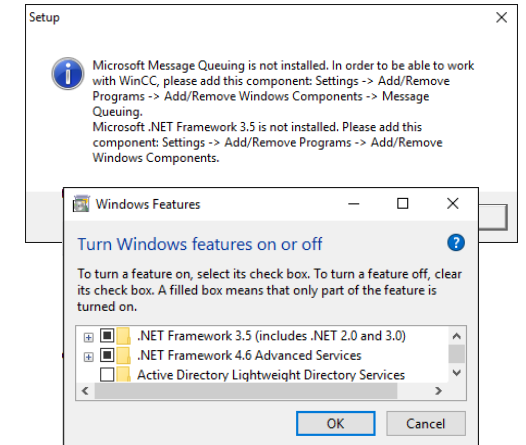 Setup
Microsoft Message Queuing is not installed. In order to be able to work
with WinCC, please add this component: Settings -> Add/Remove
Programs -> Add/Remove Windows Components -> Message
Queuing.
Microsoft .NET Framework 3.5 is not installed. Please add this
component: Settings -> Add/Remove Programs -> Add/Remove
Windows Components.
Windows Features
Turn Windows features on or off
To turn a feature on, select its check box. To turn a feature off, clear
its check box. A filled box means that only part of the feature is
turned on.
.NET Framework 3.5 (includes .NET 2.0 and 3.0)
.NET Framework 4.6 Advanced Services
Active Directory Lightweight Directory Services
OK Cancel